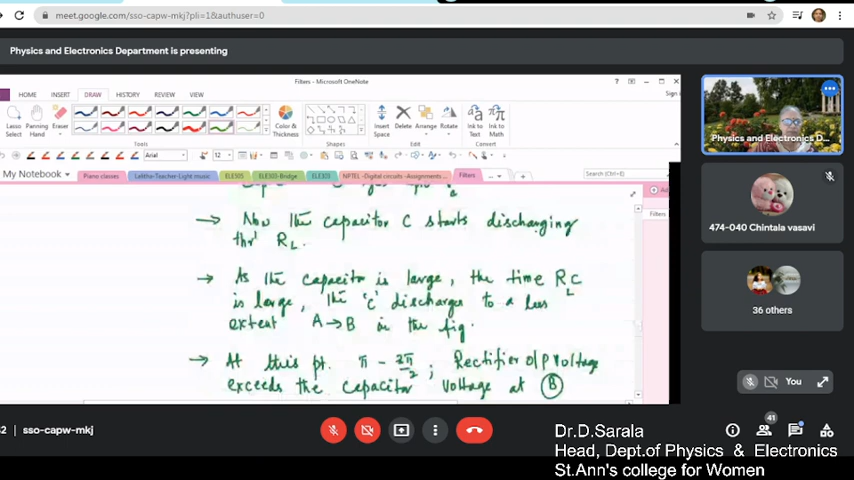 meet.google.com/sso-capw-mkj?pli=1&authuser=0
Physics and Electronics Department is presenting
Filters - Microsoft OneNote
HOME INSERT DRAW HISTORY REVIEW VIEW
Sign
Lasso Select
Panning Hand
Eraser
Color & Thickness
Insert Space
Delete
Arrange
Rotate
Ink to Text
Ink to Math
Tools
Shapes
Edit
Convert
Arial 12
My Notebook
Piano classes
Lalitha-Teacher-Light music
ELE505
ELE505-Bridge
ELE303
NPTEL -Digital circuits -Assignments
Filters
Search (Ctrl+E)
Ad
Filters
→ Now the capacitor C starts discharging
thr' RL.
→ As the capacitor is large, the time RLC
is large, the 'C' discharges to a less
extent A→B in the fig.
→ At this pt. π - 3π/2 ; Rectifier o/p voltage
exceeds the capacitor voltage at B
Physics and Electronics D...
474-040 Chintala vasavi
36 others
You
sso-capw-mkj
41
Dr.D.Sarala
Head, Dept.of Physics & Electronics
St.Ann's college for Women